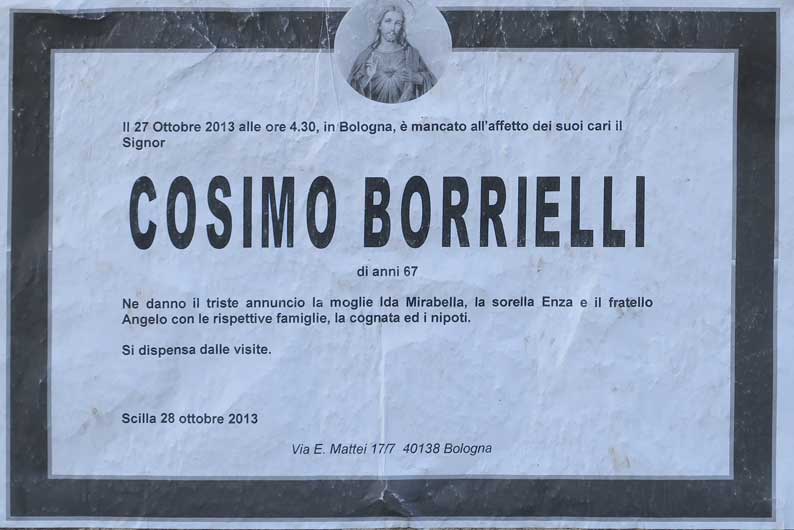 Il 27 Ottobre 2013 alle ore 4.30, in Bologna, è mancato all'affetto dei suoi cari il
Signor
COSIMO BORRIELLI
di anni 67
Ne danno il triste annuncio la moglie Ida Mirabella, la sorella Enza e il fratello
Angelo con le rispettive famiglie, la cognata ed i nipoti.
Si dispensa dalle visite.
Scilla 28 ottobre 2013
Via E. Mattei 17/7 40138 Bologna